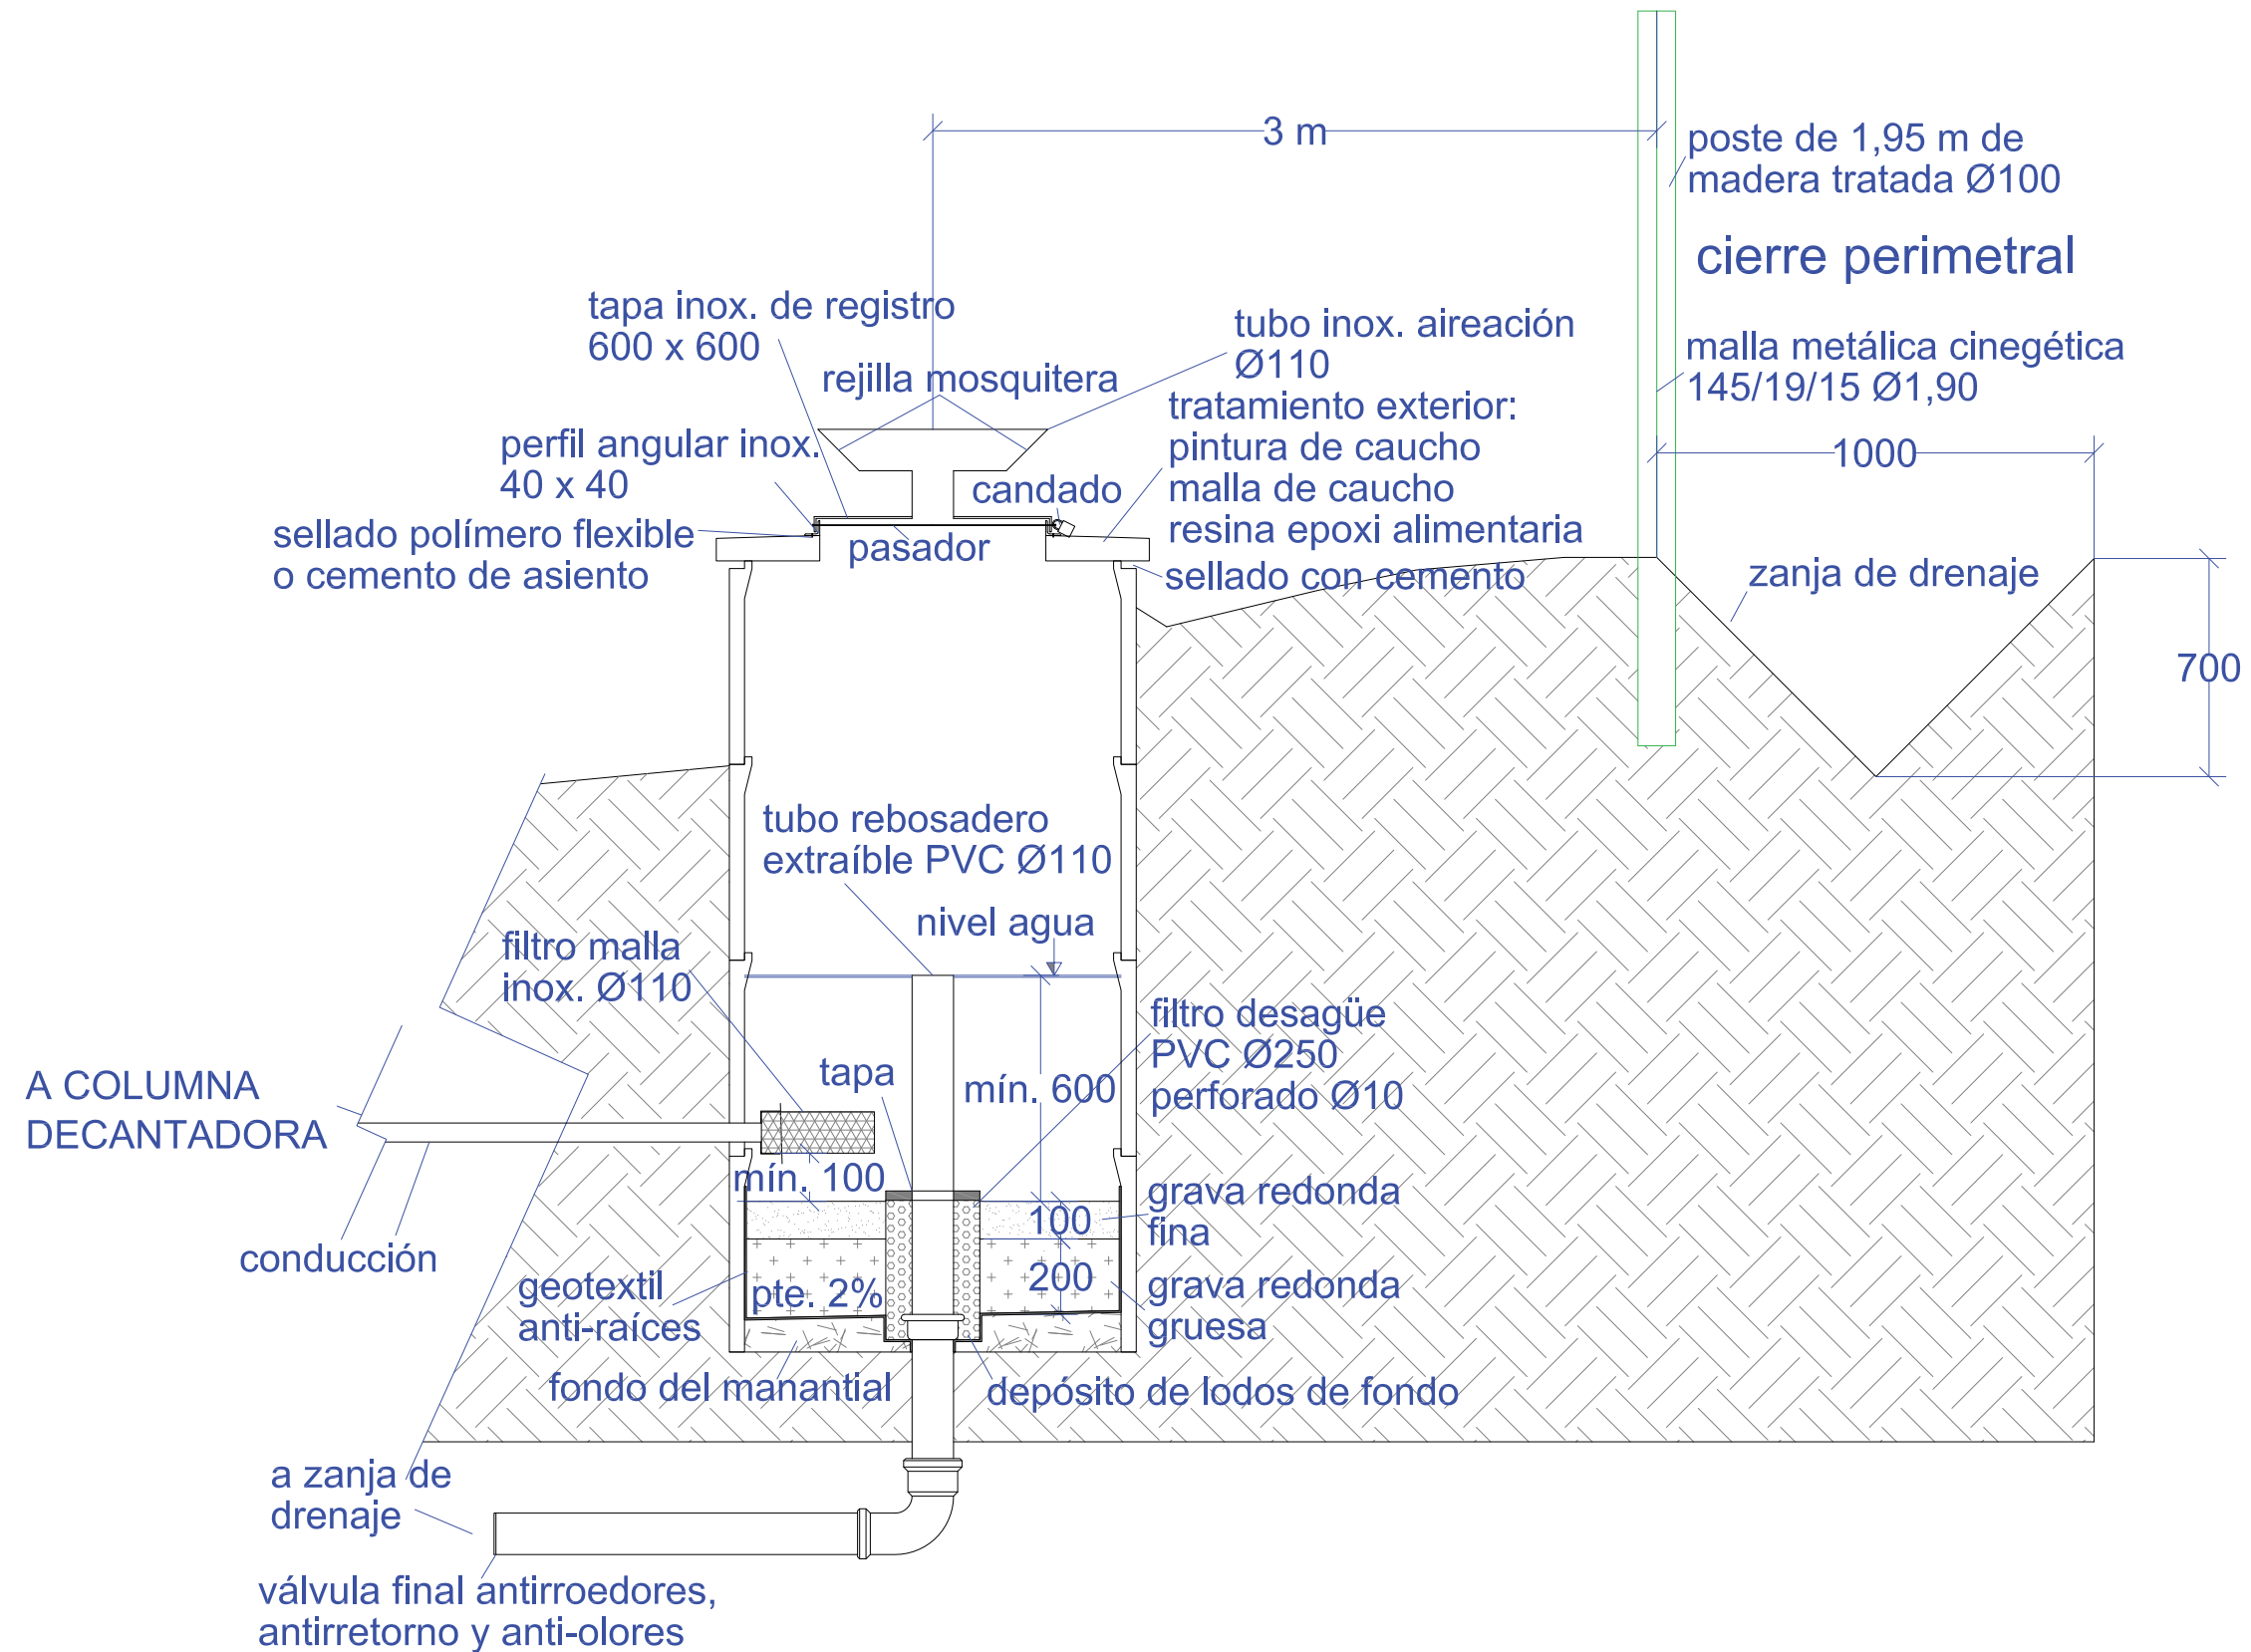 3 m
poste de 1,95 m de
madera tratada Ø100
cierre perimetral
tapa inox. de registro
600 x 600
tubo inox. aireación
Ø110
malla metálica cinegética
145/19/15 Ø1,90
rejilla mosquitera
tratamiento exterior:
pintura de caucho
malla de caucho
resina epoxi alimentaria
perfil angular inox.
40 x 40
candado
1000
sellado polímero flexible
o cemento de asiento
pasador
sellado con cemento
zanja de drenaje
700
tubo rebosadero
extraíble PVC Ø110
nivel agua
filtro malla
inox. Ø110
filtro desagüe
PVC Ø250
perforado Ø10
tapa
mín. 600
A COLUMNA
DECANTADORA
mín. 100
grava redonda
fina
100
conducción
geotextil
anti-raíces
pte. 2%
200
grava redonda
gruesa
fondo del manantial
depósito de lodos de fondo
a zanja de
drenaje
válvula final antirroedores,
antirretorno y anti-olores